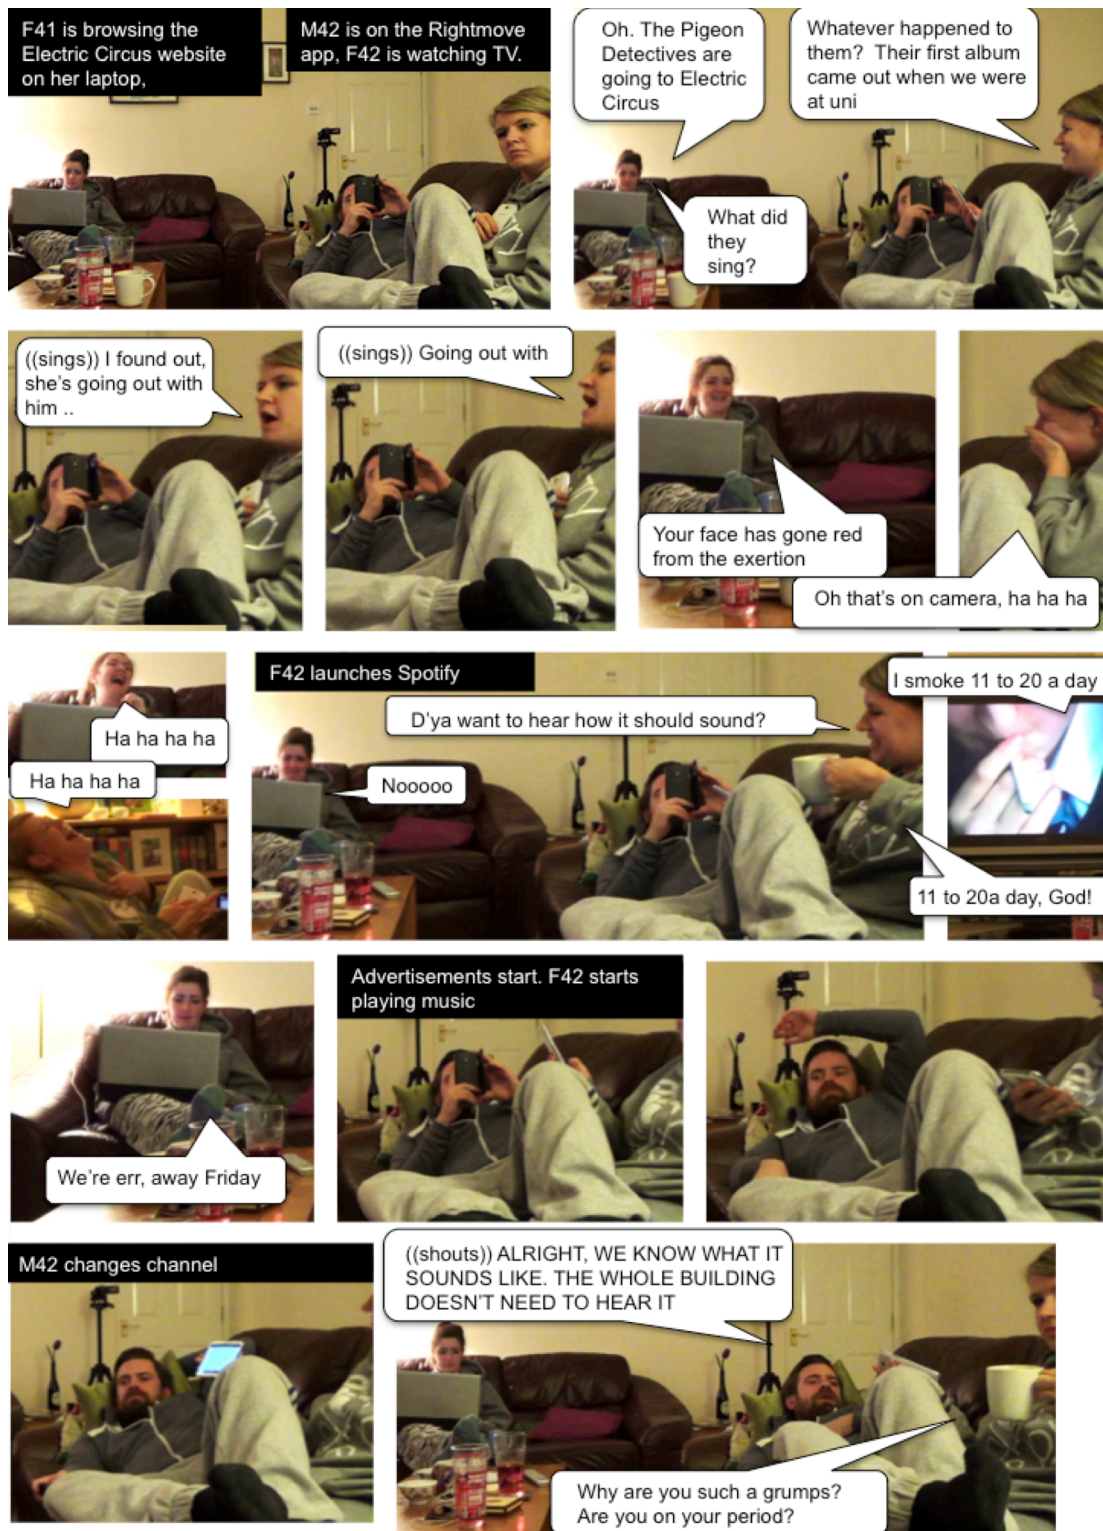 F41 is browsing the
Electric Circus website
on her laptop,
M42 is on the Rightmove
app, F42 is watching TV.
Oh. The Pigeon
Detectives are
going to Electric
Circus
Whatever happened to
them?  Their first album
came out when we were
at uni
What did
they
sing?
((sings)) I found out,
she's going out with
him ..
((sings)) Going out with
Your face has gone red
from the exertion
Oh that's on camera, ha ha ha
Ha ha ha ha
Ha ha ha ha
F42 launches Spotify
D'ya want to hear how it should sound?
Nooooo
I smoke 11 to 20 a day
11 to 20a day, God!
We're err, away Friday
Advertisements start. F42 starts
playing music
M42 changes channel
((shouts)) ALRIGHT, WE KNOW WHAT IT
SOUNDS LIKE. THE WHOLE BUILDING
DOESN'T NEED TO HEAR IT
Why are you such a grumps?
Are you on your period?